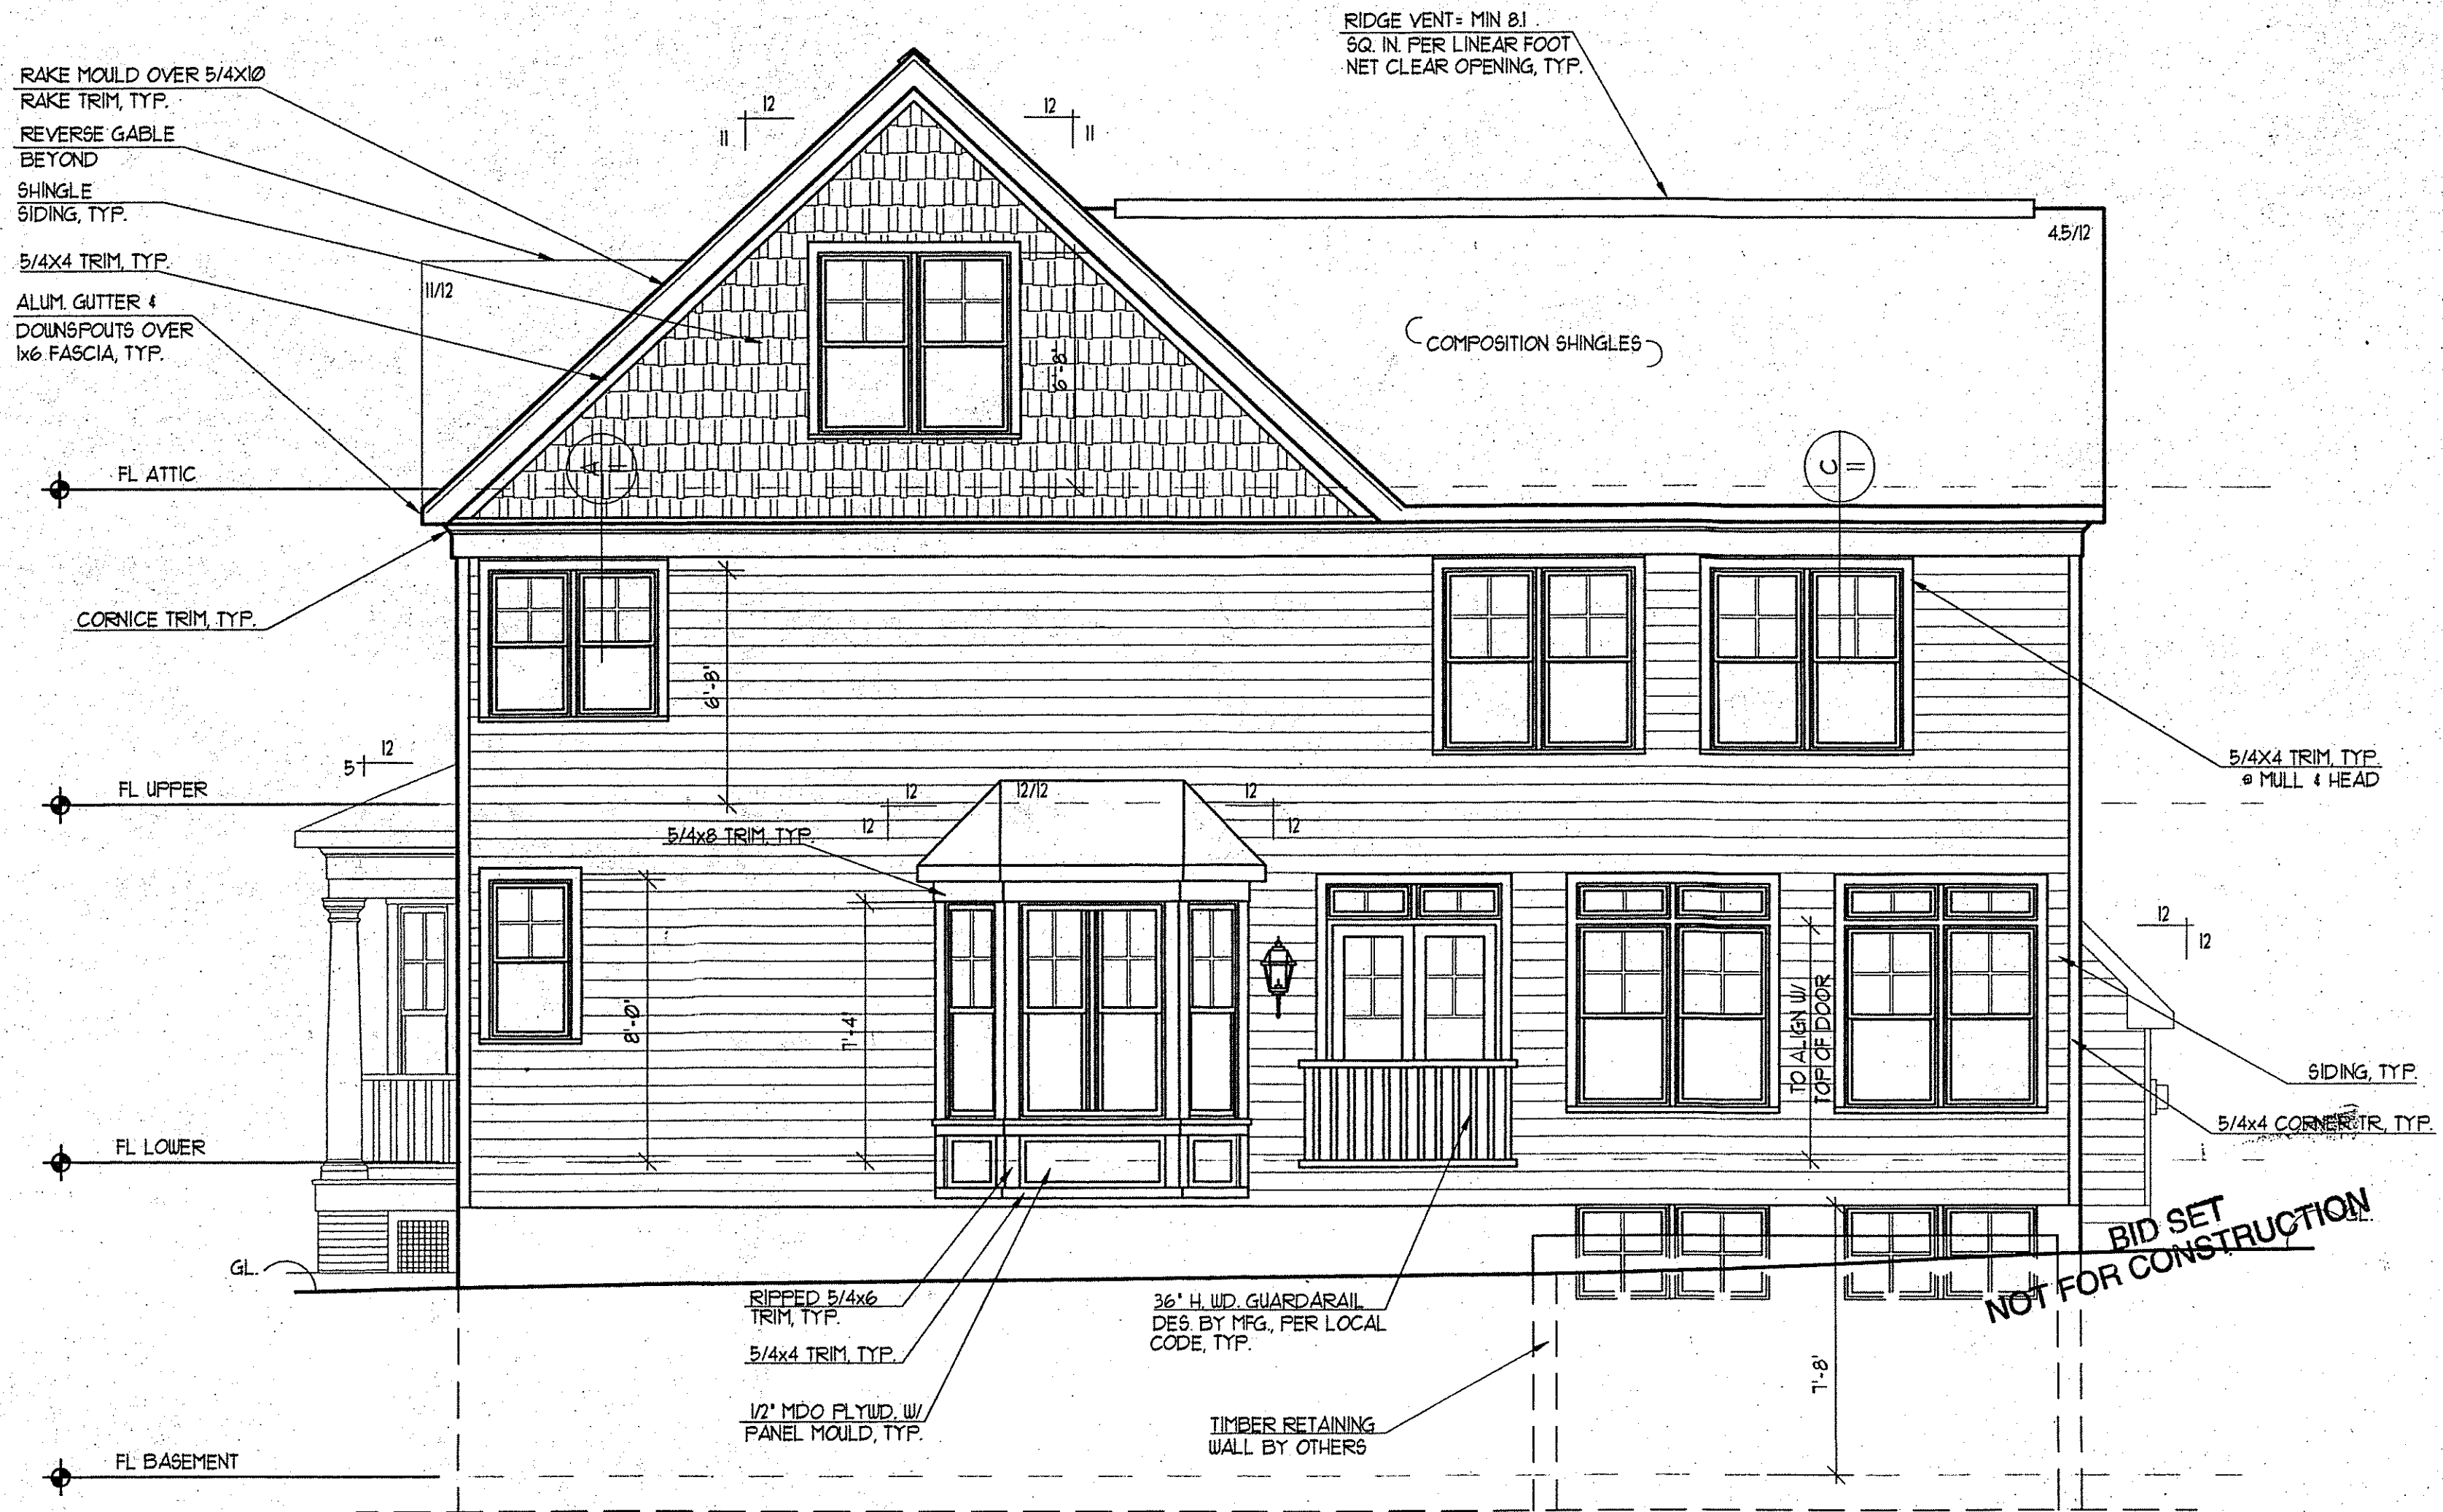 RIDGE VENT= MIN 8.1
SQ. IN. PER LINEAR FOOT
NET CLEAR OPENING, TYP.
RAKE MOULD OVER 5/4X10
RAKE TRIM, TYP.
REVERSE GABLE
BEYOND
SHINGLE
SIDING, TYP.
5/4X4 TRIM, TYP.
ALUM. GUTTER &
DOWNSPOUTS OVER
1x6 FASCIA, TYP.
12
11
12
11
11/12
4.5/12
COMPOSITION SHINGLES
6'-8"
A
11
C
11
FL ATTIC
CORNICE TRIM, TYP.
6'-8"
5/4X4 TRIM, TYP.
@ MULL & HEAD
12
5
FL UPPER
12
12
12/12
12
12
5/4x8 TRIM, TYP.
8'-0"
7'-4"
TO ALIGN W/
TOP OF DOOR
12
12
SIDING, TYP.
5/4x4 CORNER TR, TYP.
FL LOWER
GL.
GL.
BID SET
NOT FOR CONSTRUCTION
RIPPED 5/4x6
TRIM, TYP.
5/4x4 TRIM, TYP.
1/2" MDO PLYWD. W/
PANEL MOULD, TYP.
36" H. WD. GUARDARAIL
DES. BY MFG., PER LOCAL
CODE, TYP.
TIMBER RETAINING
WALL BY OTHERS
7'-8"
FL BASEMENT